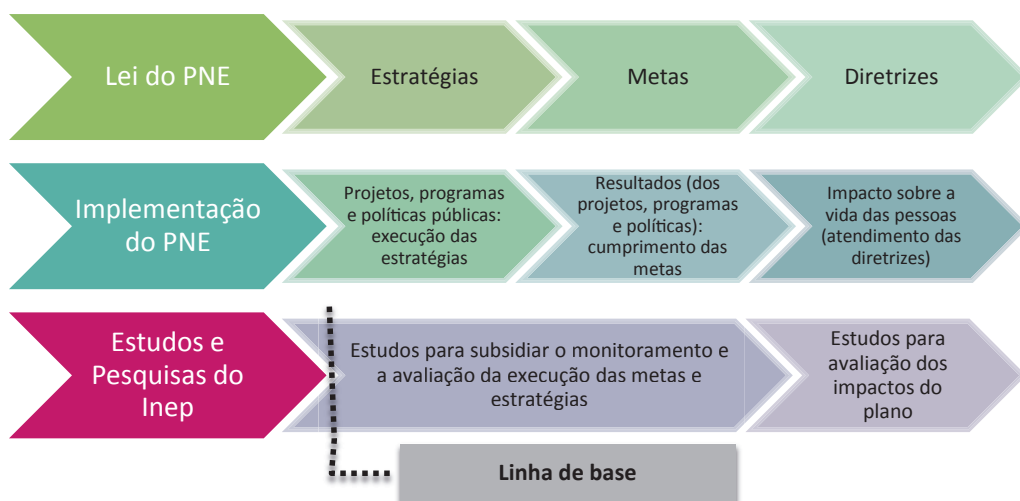 Lei do PNE
Estratégias
Metas
Diretrizes
Implementação
do PNE
Projetos, programas
e políticas públicas:
execução das
estratégias
Resultados (dos
projetos, programas
e políticas):
cumprimento das
metas
Impacto sobre a
vida das pessoas
(atendimento das
diretrizes)
Estudos e
Pesquisas do
Inep
Estudos para subsidiar o monitoramento e
a avaliação da execução das metas e
estratégias
Estudos para
avaliação dos
impactos do
plano
Linha de base